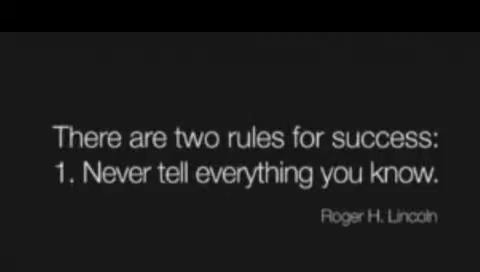 There are two rules for success:
1. Never tell everything you know.
Roger H. Lincoln